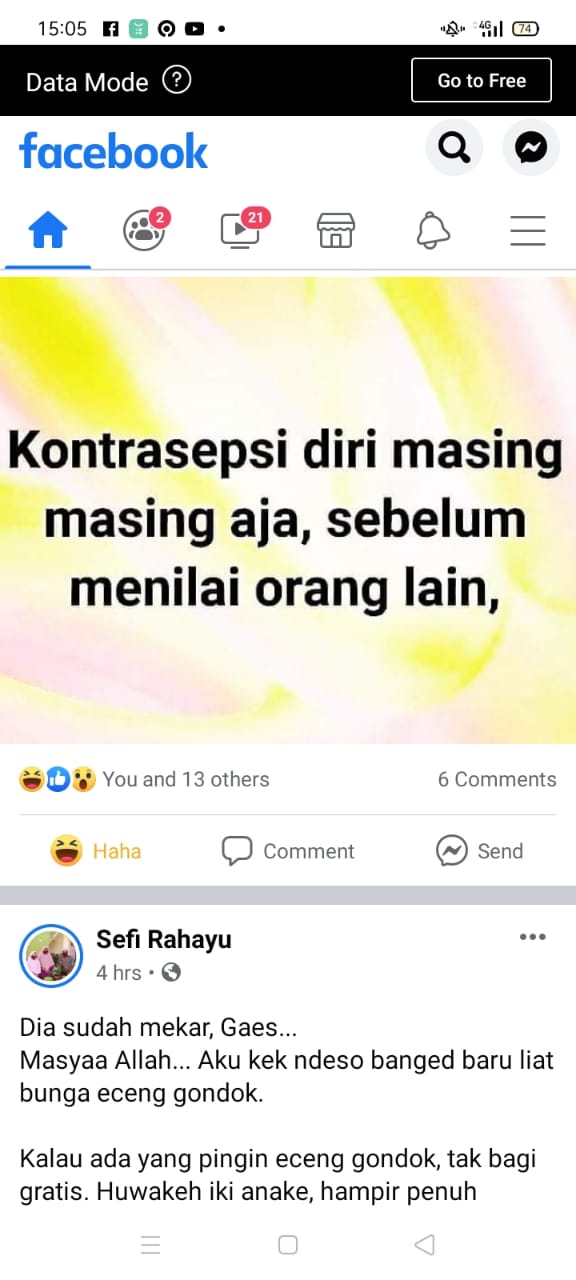 15:05
4G
74
Data Mode ?
Go to Free
facebook
2
21
Kontrasepsi diri masing
masing aja, sebelum
menilai orang lain,
You and 13 others
6 Comments
Haha
Comment
Send
Sefi Rahayu
4 hrs •
Dia sudah mekar, Gaes...
Masyaa Allah... Aku kek ndeso banged baru liat
bunga eceng gondok.
Kalau ada yang pingin eceng gondok, tak bagi
gratis. Huwakeh iki anake, hampir penuh